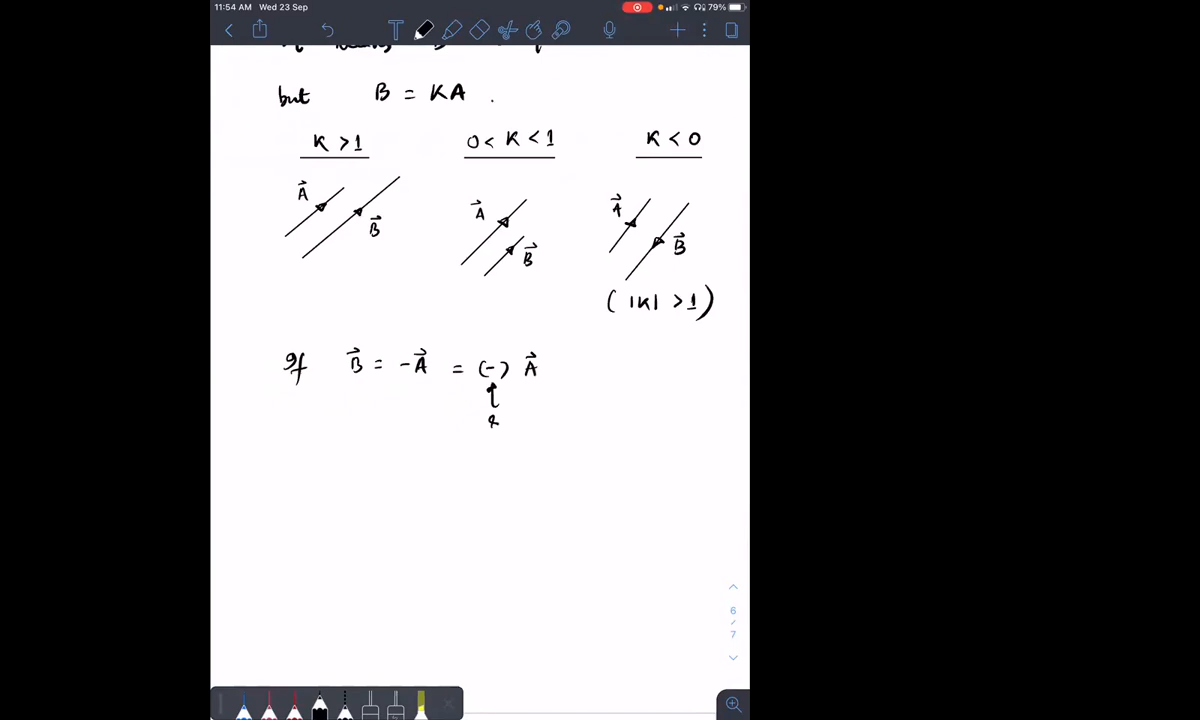 11:54 AM Wed 23 Sep 79%
but B = KA .
K > 1 0 < K < 1 K < 0
A⃗ B⃗ A⃗ B⃗ A⃗ B⃗
( |K| > 1 )
If B⃗ = -A⃗ = (-) A⃗
6
/
7